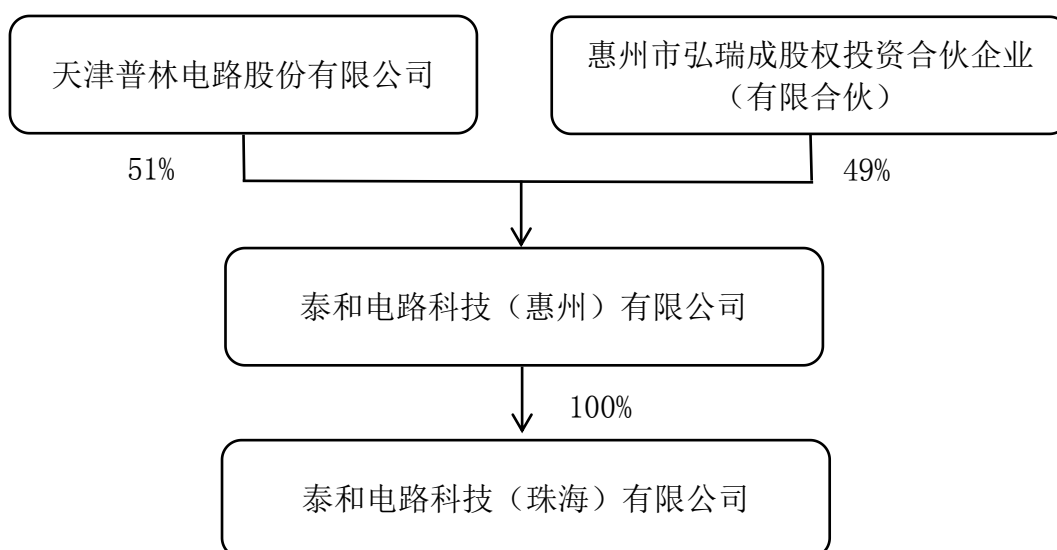 天津普林电路股份有限公司
惠州市弘瑞成股权投资合伙企业
（有限合伙）
51%
49%
泰和电路科技（惠州）有限公司
100%
泰和电路科技（珠海）有限公司